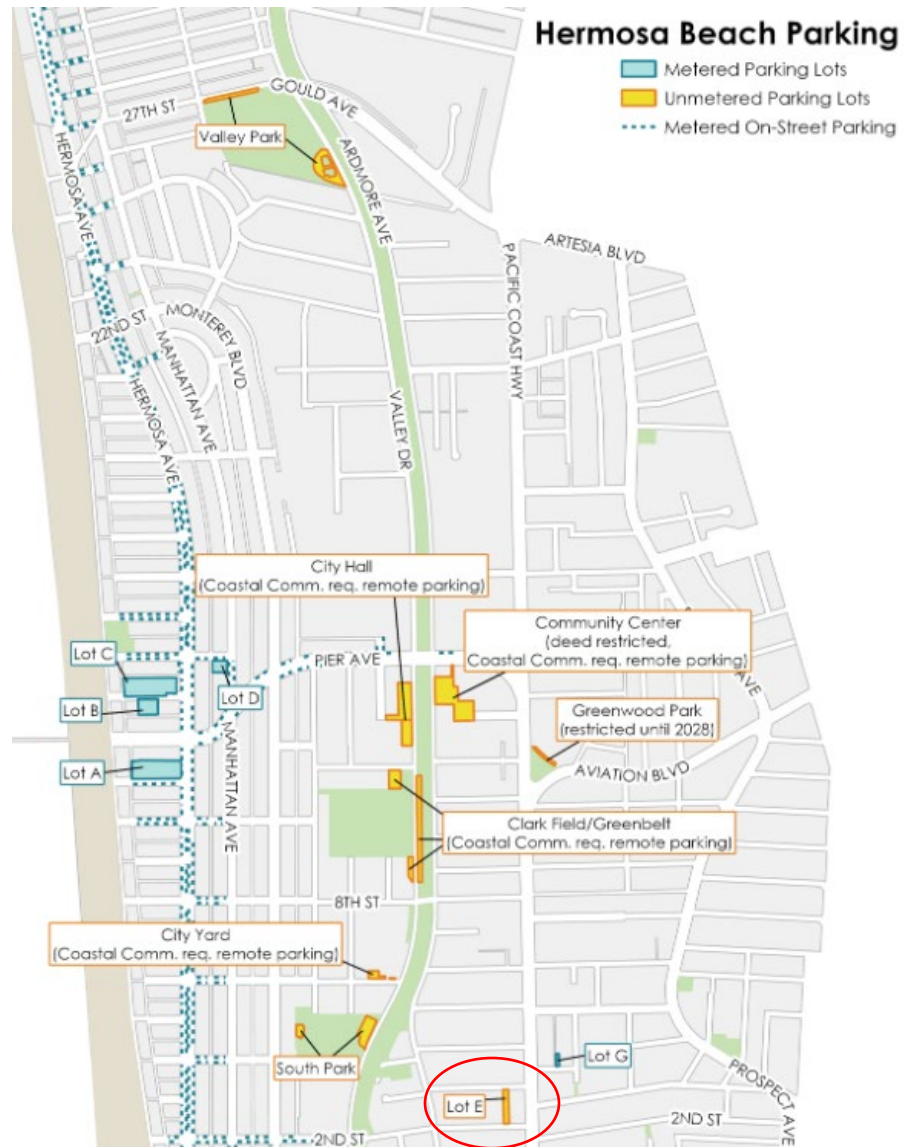 Hermosa Beach Parking
Metered Parking Lots
Unmetered Parking Lots
Metered On-Street Parking
27TH ST
GOULD AVE
Valley Park
HERMOSA AVE
ARDMORE AVE
ARTESIA BLVD
PACIFIC COAST HWY
22ND ST
MONTEREY BLVD
MANHATTAN AVE
HERMOSA AVE
VALLEY DR
City Hall
(Coastal Comm. req. remote parking)
Community Center
(deed restricted,
Coastal Comm. req. remote parking)
AVE
Lot C
PIER AVE
Lot D
Lot B
Greenwood Park
(restricted until 2028)
Lot A
MANHATTAN AVE
AVIATION BLVD
Clark Field/Greenbelt
(Coastal Comm. req. remote parking)
8TH ST
City Yard
(Coastal Comm. req. remote parking)
Lot G
South Park
PROSPECT AVE
Lot E
2ND ST
2ND ST